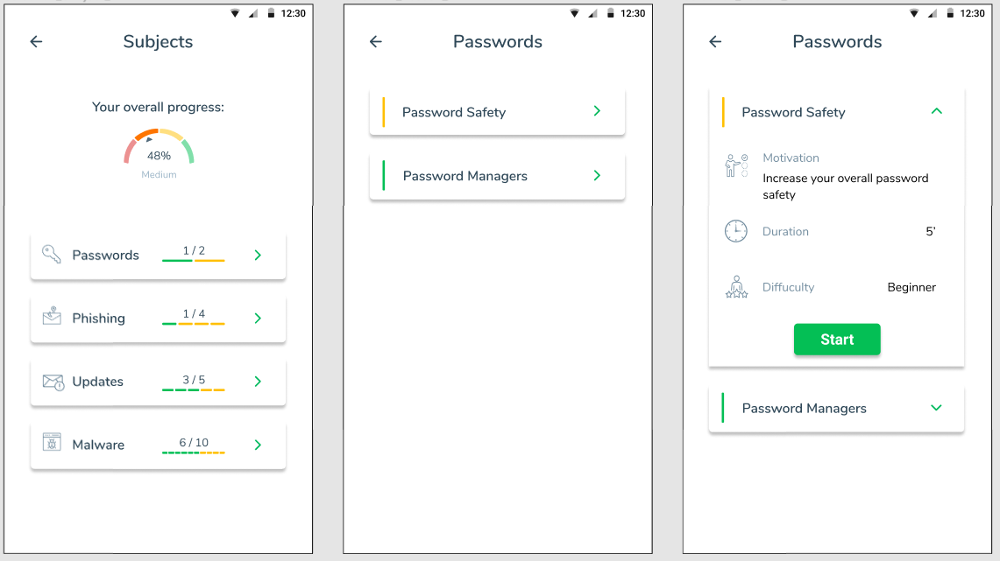 12:30
Subjects
Your overall progress:
48%
Medium
Passwords
1 / 2
Phishing
1 / 4
Updates
3 / 5
Malware
6 / 10
12:30
Passwords
Password Safety
Password Managers
12:30
Passwords
Password Safety
Motivation
Increase your overall password
safety
Duration
5’
Diffuculty
Beginner
Start
Password Managers